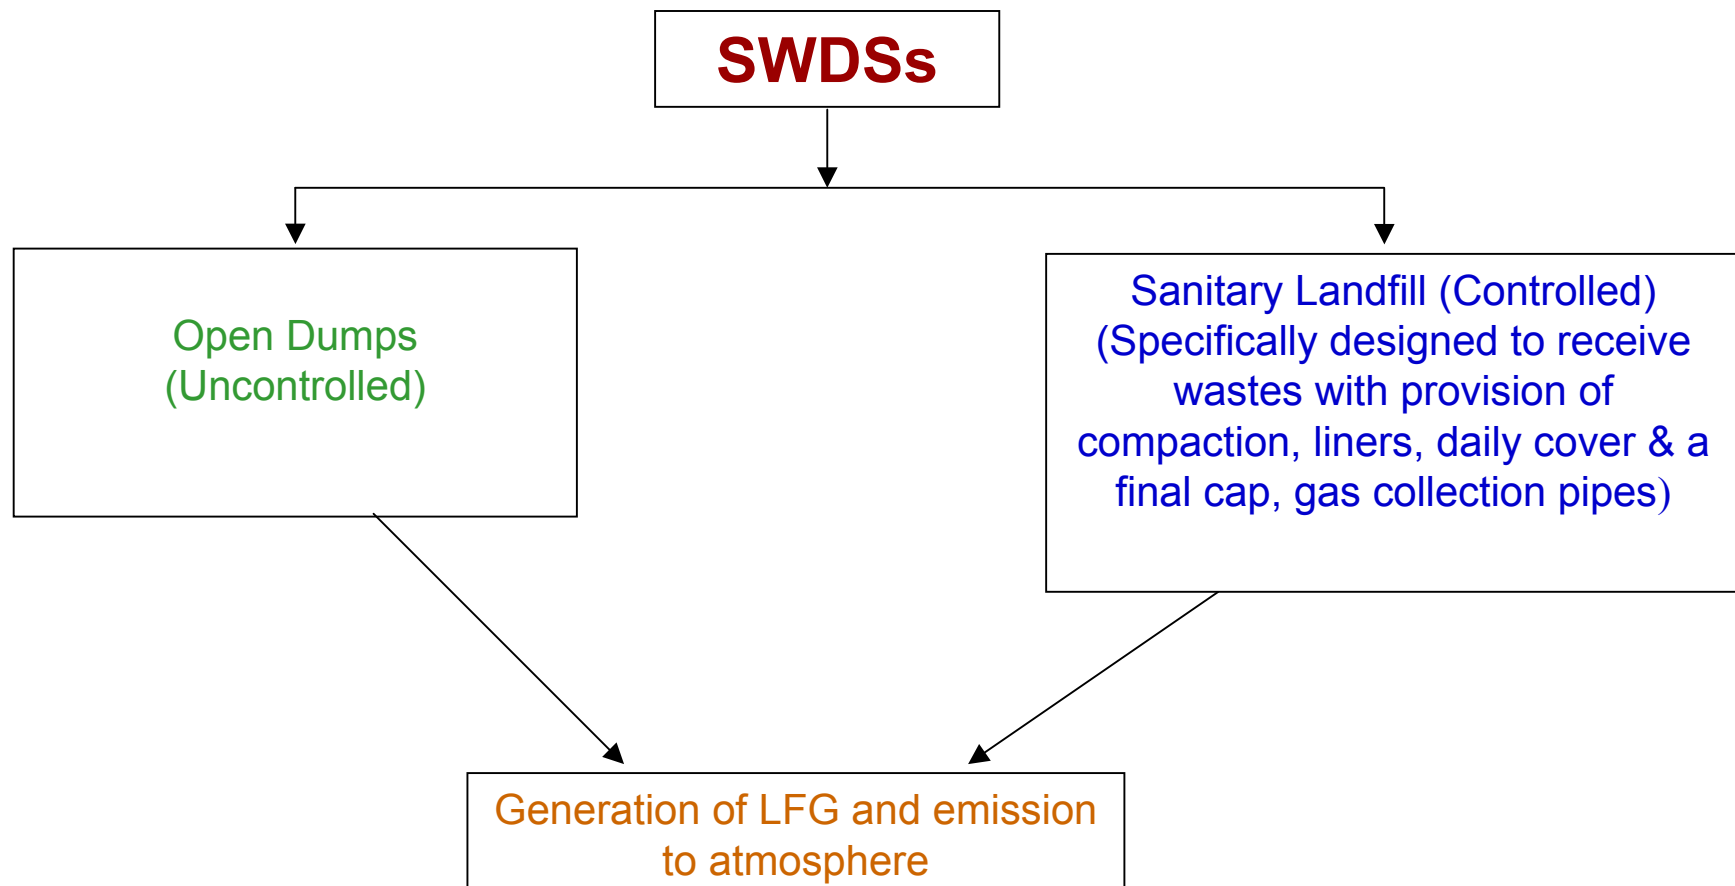 SWDSs
Open Dumps
(Uncontrolled)
Sanitary Landfill (Controlled)
(Specifically designed to receive
wastes with provision of
compaction, liners, daily cover & a
final cap, gas collection pipes)
Generation of LFG and emission
to atmosphere